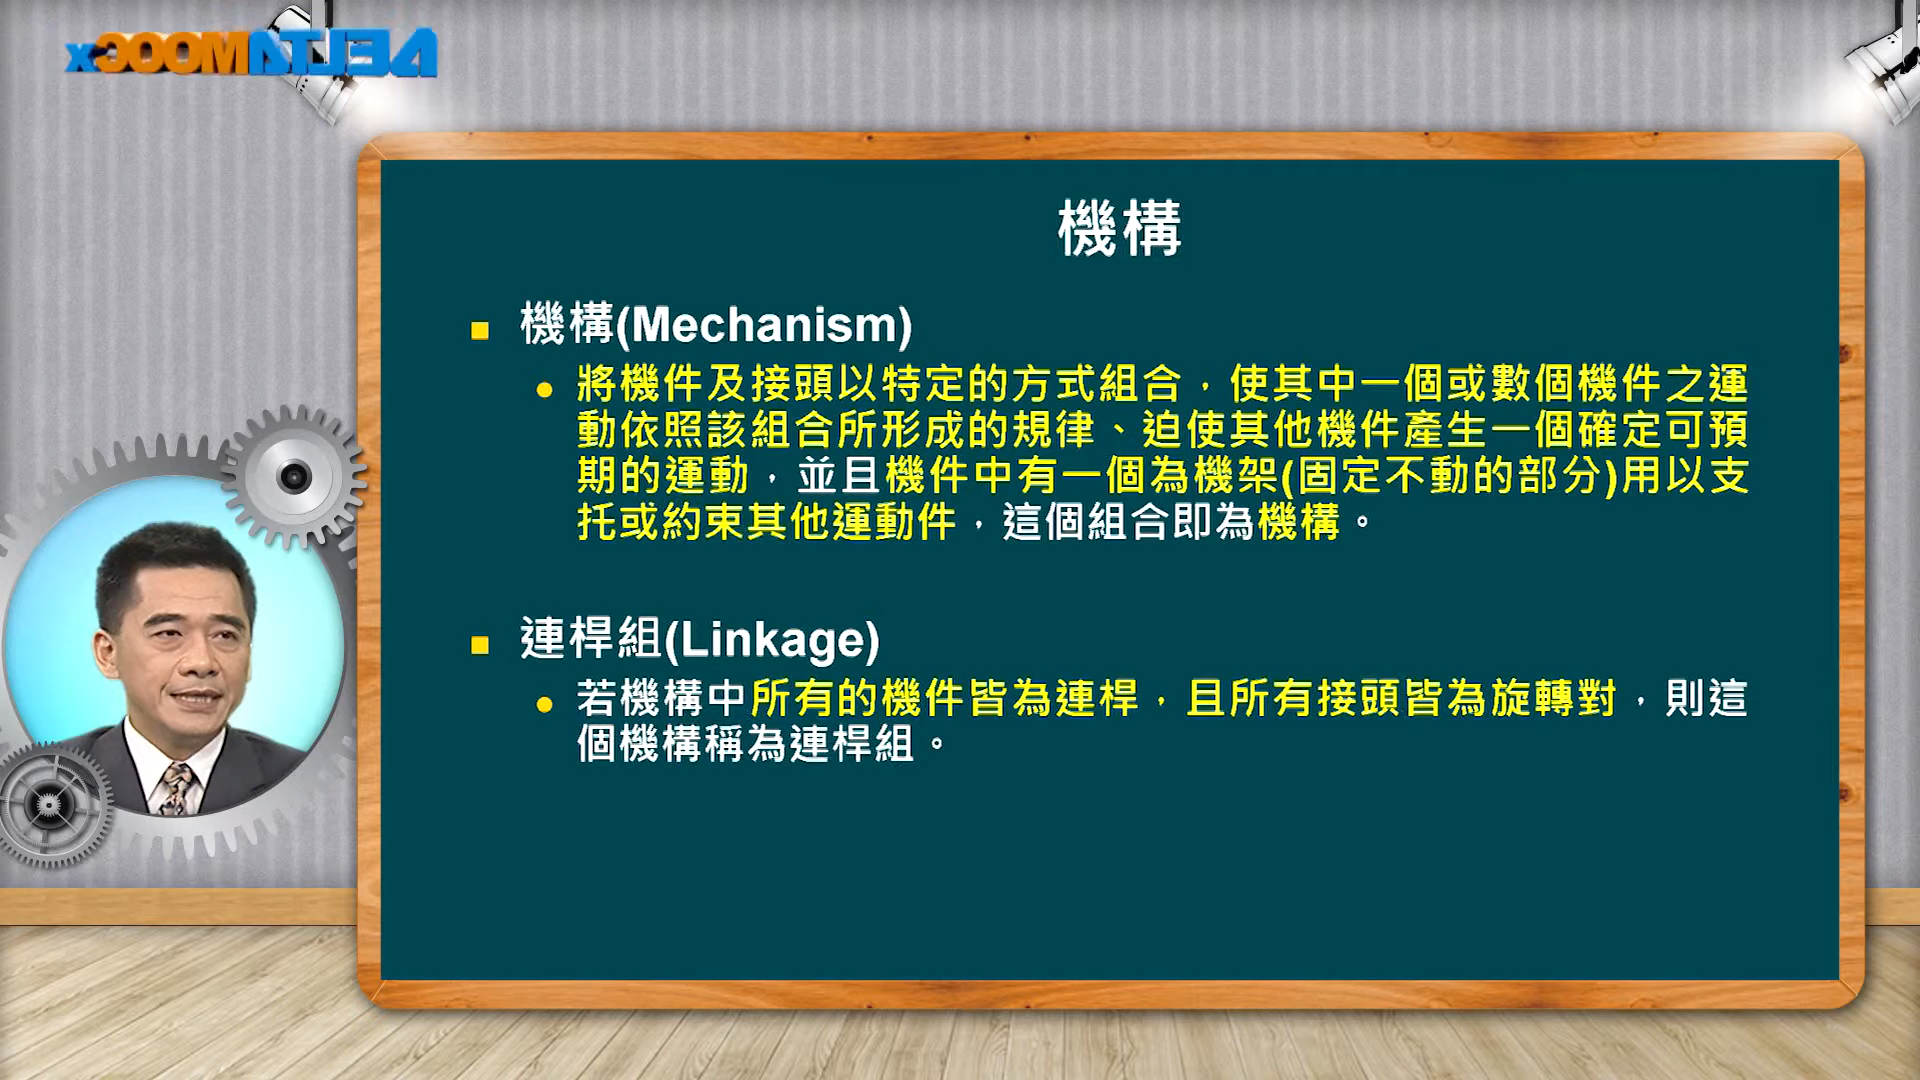 DELTAMOOCx
機構
機構(Mechanism)
將機件及接頭以特定的方式組合，使其中一個或數個機件之運
動依照該組合所形成的規律、迫使其他機件產生一個確定可預
期的運動，並且機件中有一個為機架(固定不動的部分)用以支
托或約束其他運動件，這個組合即為機構。
連桿組(Linkage)
若機構中所有的機件皆為連桿，且所有接頭皆為旋轉對，則這
個機構稱為連桿組。